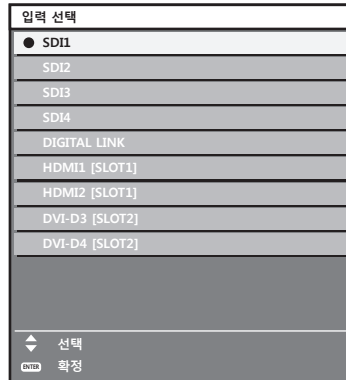 입력 선택
SDI1
SDI2
SDI3
SDI4
DIGITAL LINK
HDMI1 [SLOT1]
HDMI2 [SLOT1]
DVI-D3 [SLOT2]
DVI-D4 [SLOT2]
선택
ENTER 확정